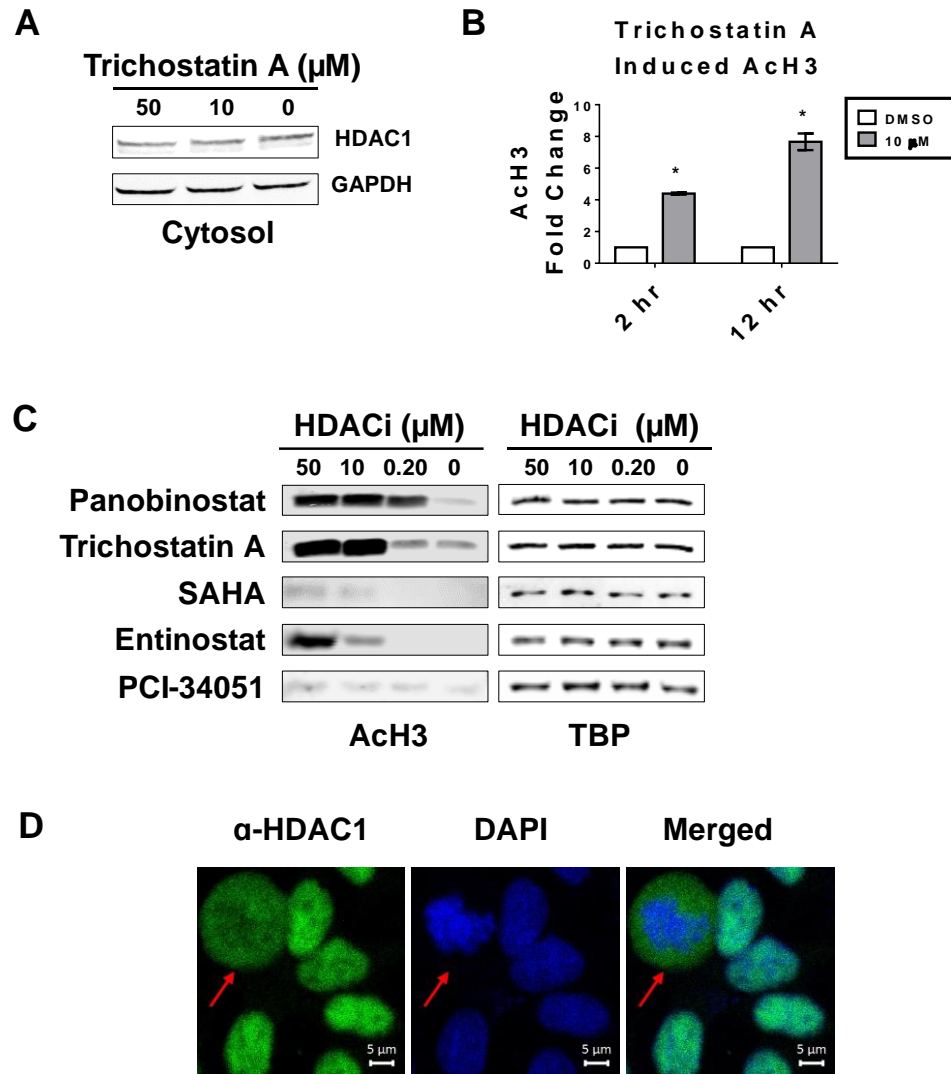 A
Trichostatin A (µM)
50 10 0
HDAC1
GAPDH
Cytosol
B
Trichostatin A
Induced AcH3
AcH3
Fold Change
10
8
6
4
2
0
*
*
2 hr
12 hr
DMSO
10 µM
C
HDACi (µM) HDACi (µM)
50 10 0.20 0 50 10 0.20 0
Panobinostat
Trichostatin A
SAHA
Entinostat
PCI-34051
AcH3 TBP
D
α-HDAC1 DAPI Merged
5 µm 5 µm 5 µm